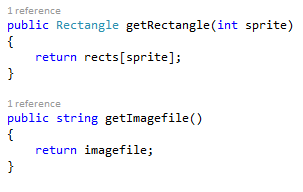 1 reference
public Rectangle getRectangle(int sprite)
{
    return rects[sprite];
}
1 reference
public string getImagefile()
{
    return imagefile;
}